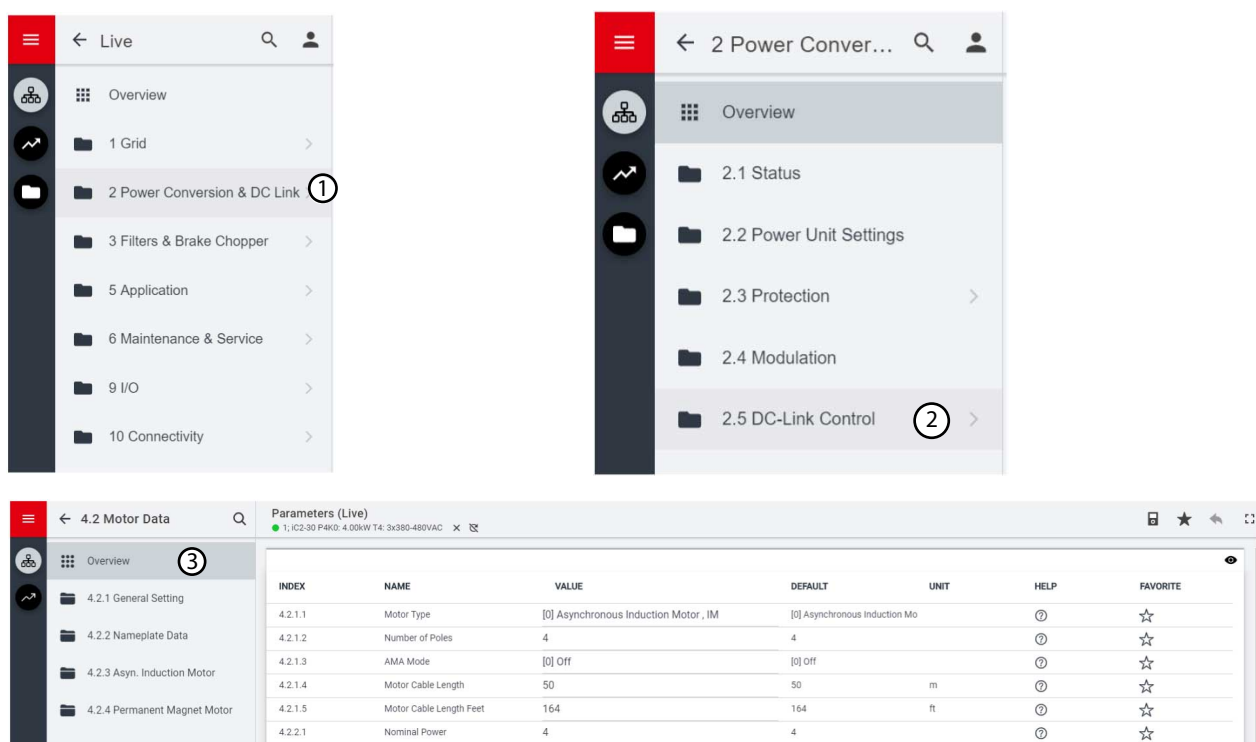 Live
Overview
1 Grid
2 Power Conversion & DC Link 1
3 Filters & Brake Chopper
5 Application
6 Maintenance & Service
9 I/O
10 Connectivity
2 Power Conver...
Overview
2.1 Status
2.2 Power Unit Settings
2.3 Protection
2.4 Modulation
2.5 DC-Link Control 2
4.2 Motor Data
Overview 3
4.2.1 General Setting
4.2.2 Nameplate Data
4.2.3 Asyn. Induction Motor
4.2.4 Permanent Magnet Motor
Parameters (Live)
1; iC2-30 P4K0: 4.00kW T4: 3x380-480VAC
INDEX NAME VALUE DEFAULT UNIT HELP FAVORITE
4.2.1.1 Motor Type [0] Asynchronous Induction Motor , IM [0] Asynchronous Induction Mo
4.2.1.2 Number of Poles 4 4
4.2.1.3 AMA Mode [0] Off [0] Off
4.2.1.4 Motor Cable Length 50 50 m
4.2.1.5 Motor Cable Length Feet 164 164 ft
4.2.2.1 Nominal Power 4 4